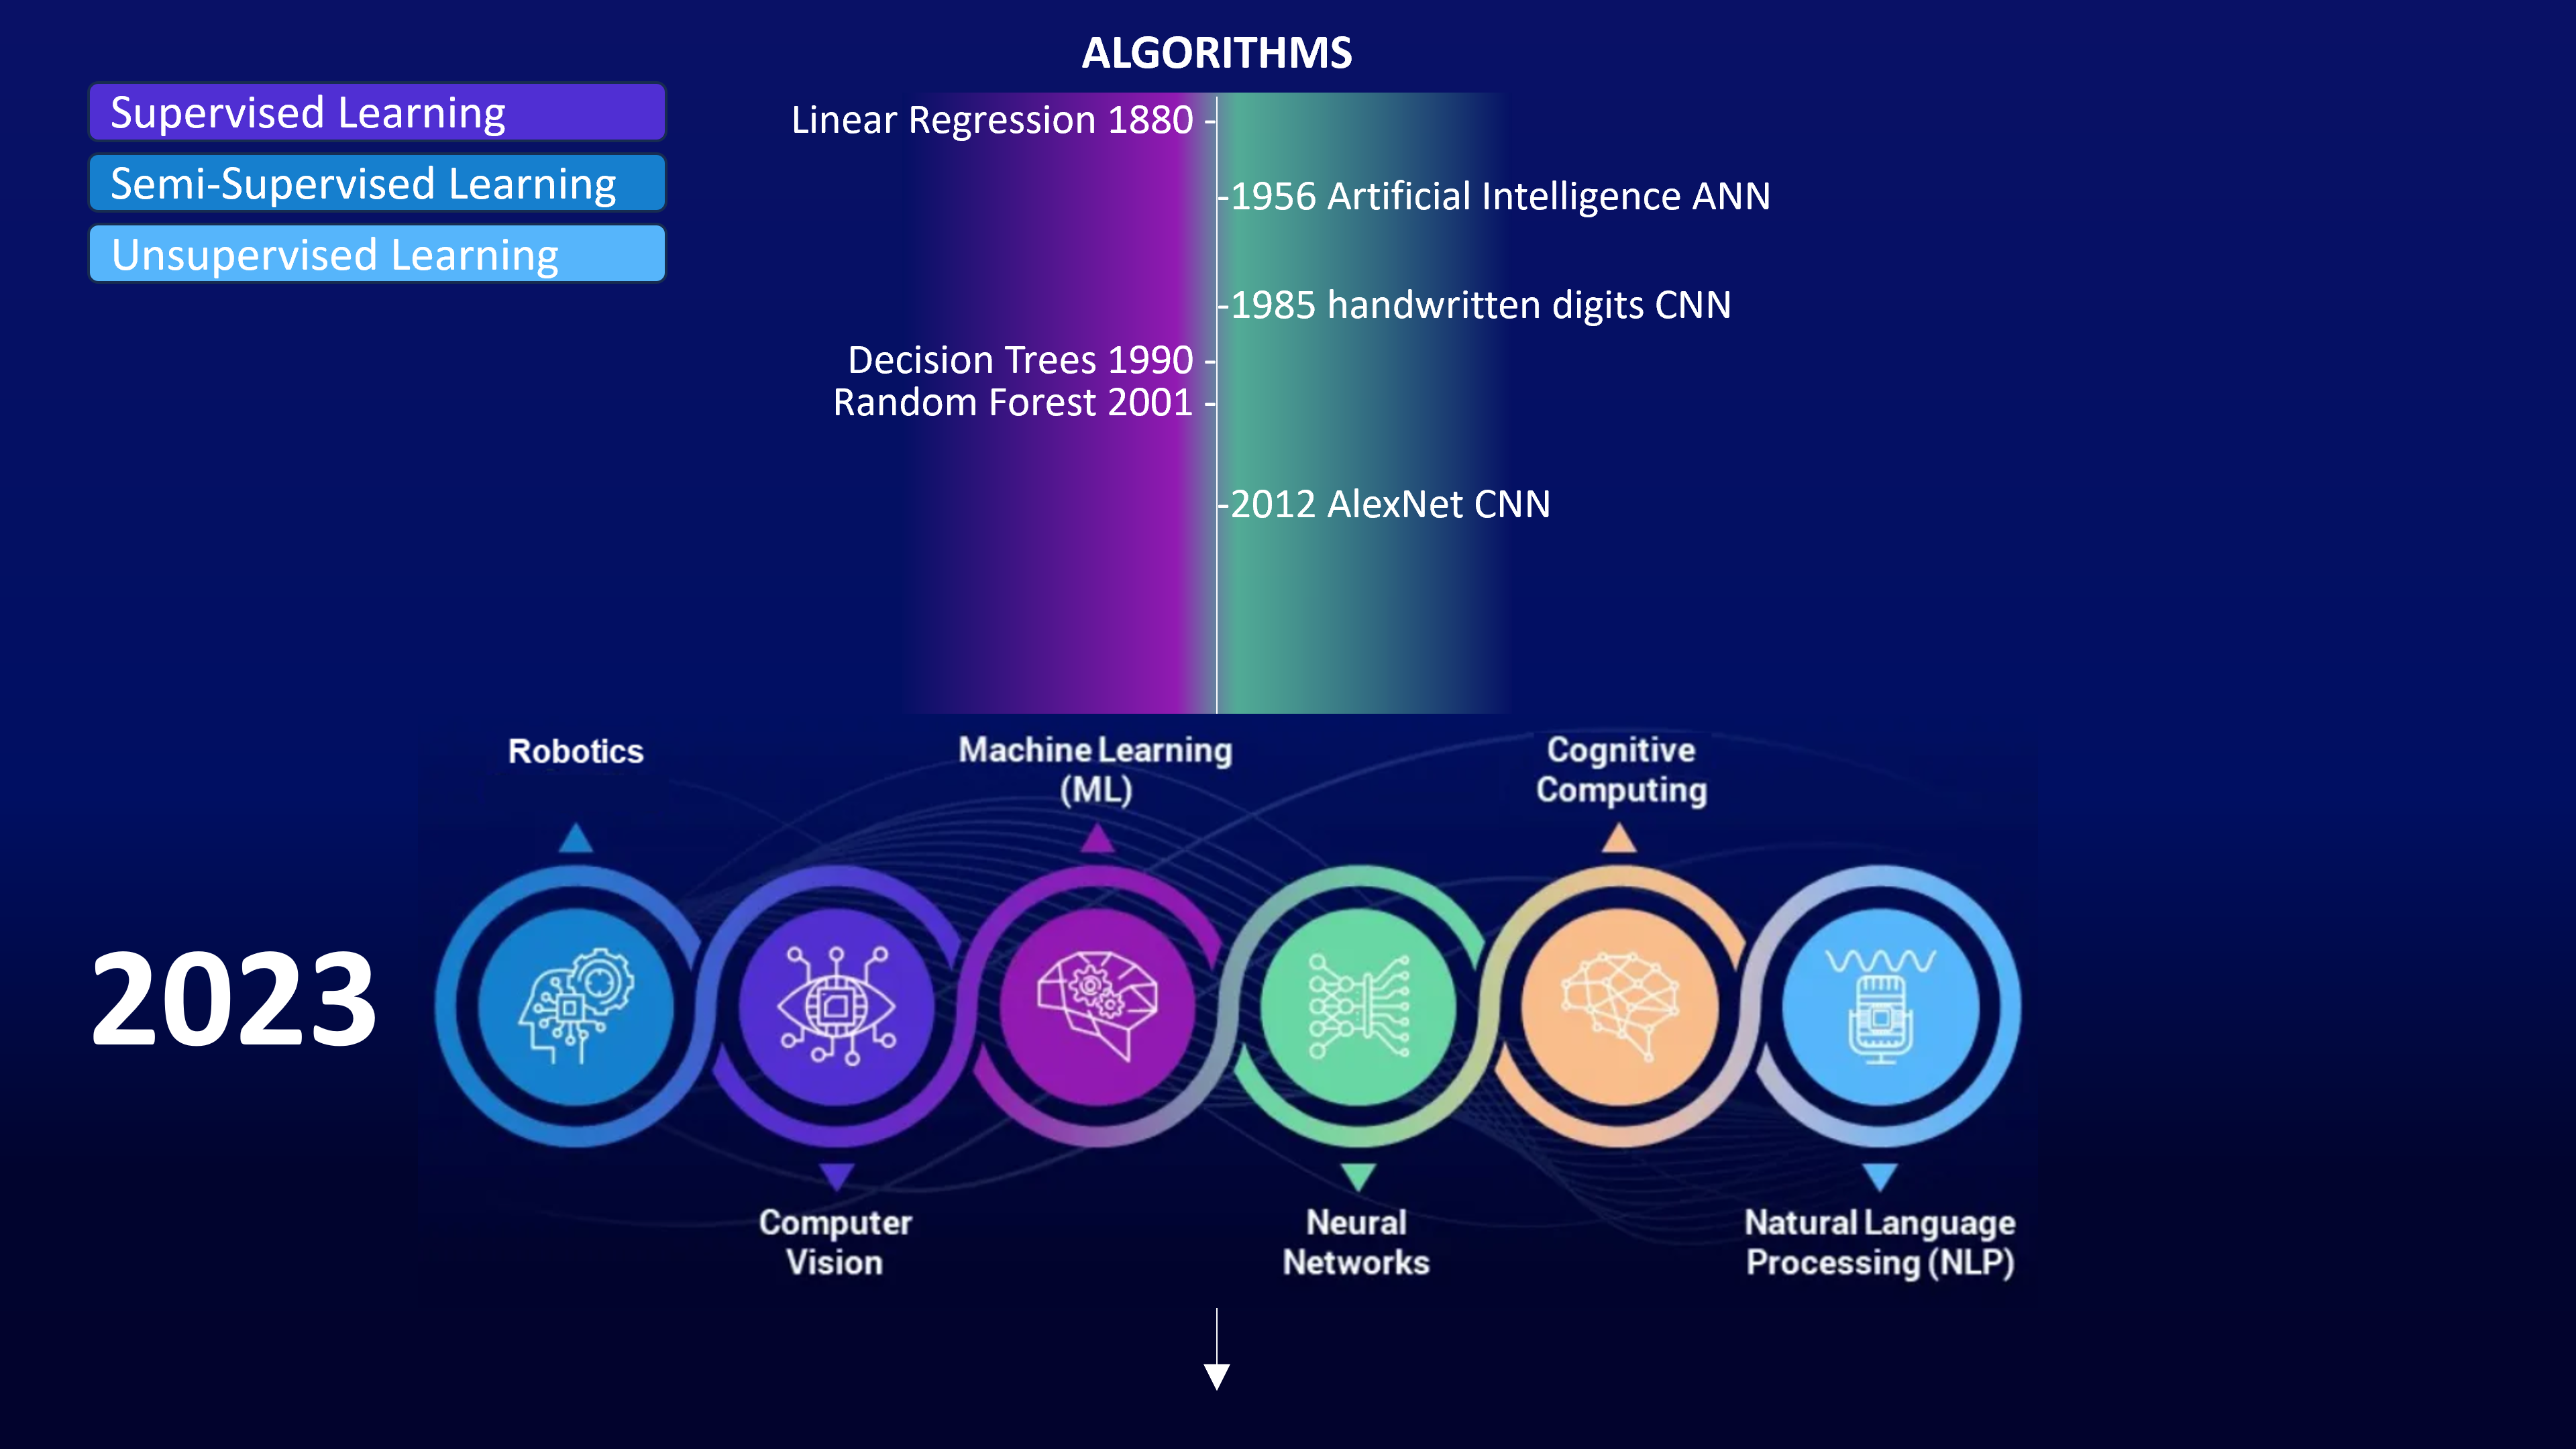 ALGORITHMS
Supervised Learning
Semi-Supervised Learning
Unsupervised Learning
Linear Regression 1880 -
-1956 Artificial Intelligence ANN
-1985 handwritten digits CNN
Decision Trees 1990 -
Random Forest 2001 -
-2012 AlexNet CNN
Robotics
Machine Learning
(ML)
Cognitive
Computing
2023
Computer
Vision
Neural
Networks
Natural Language
Processing (NLP)